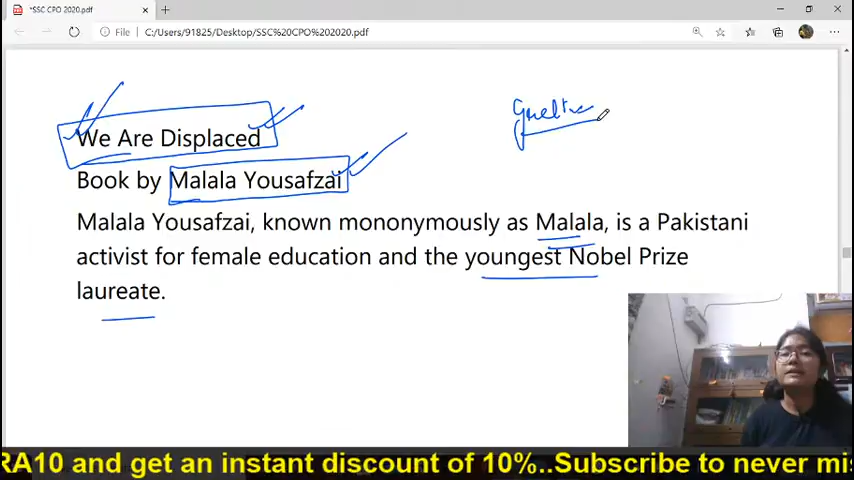 *SSC CPO 2020.pdf
File
C:/Users/91825/Desktop/SSC%20CPO%202020.pdf
We Are Displaced
Book by Malala Yousafzai
Malala Yousafzai, known mononymously as Malala, is a Pakistani
activist for female education and the youngest Nobel Prize
laureate.
RA10 and get an instant discount of 10%..Subscribe to never mi